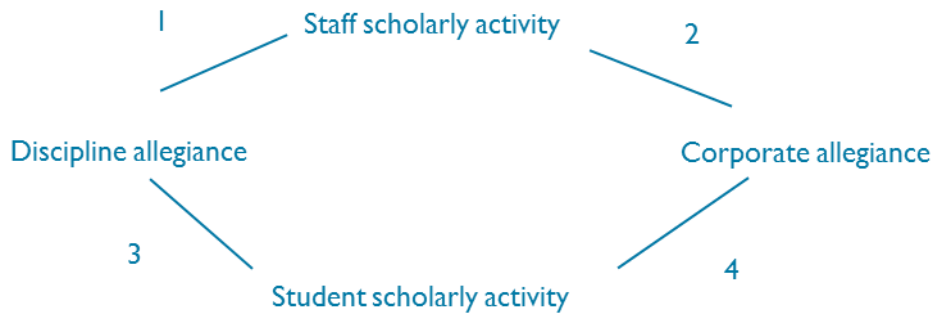 1
Staff scholarly activity
2
Discipline allegiance
Corporate allegiance
3
4
Student scholarly activity